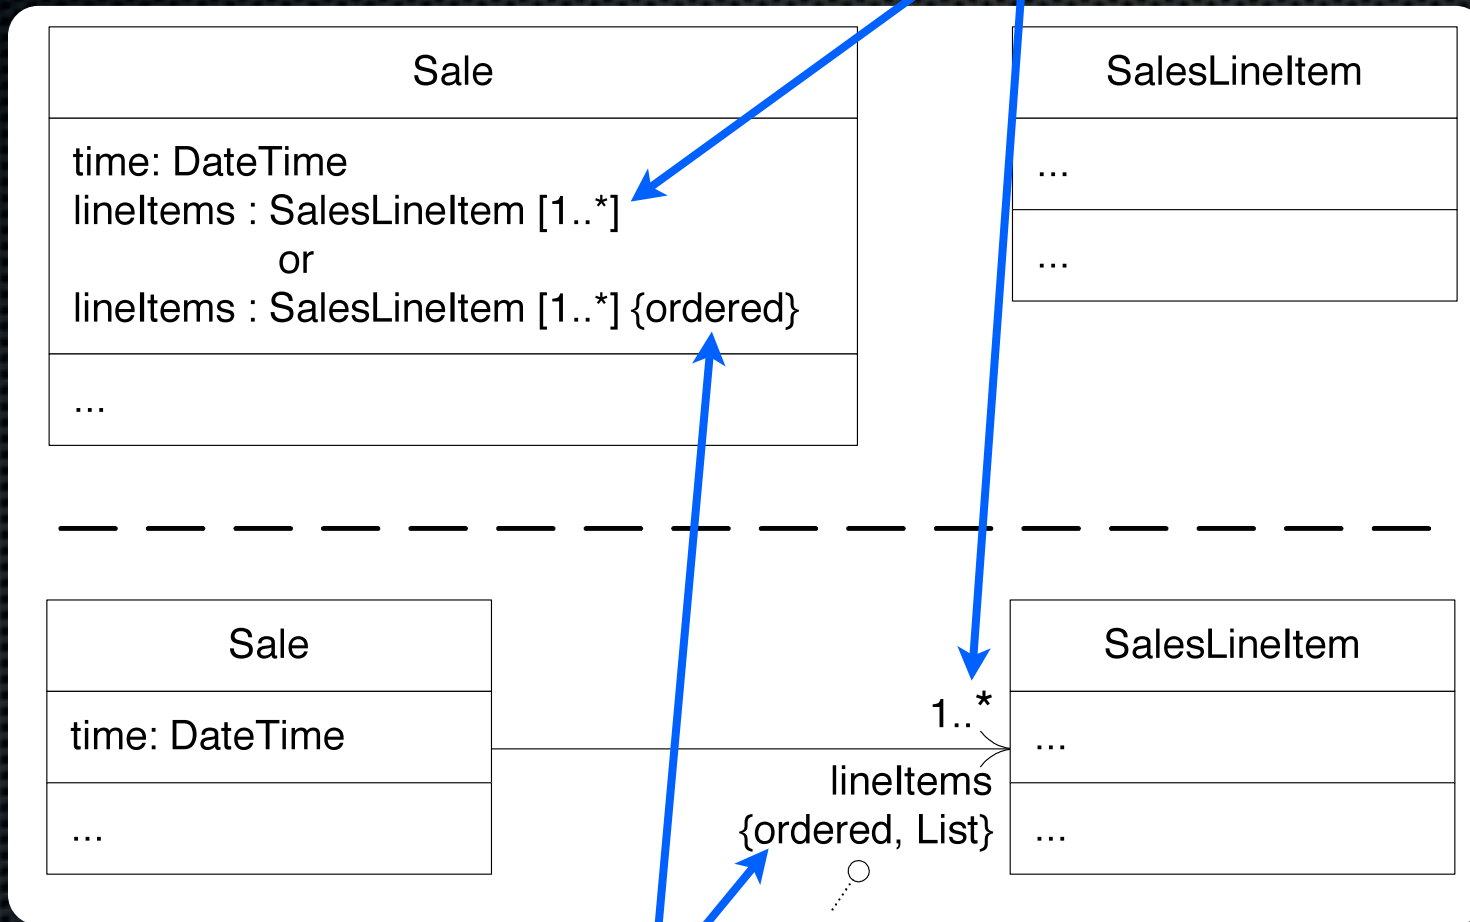 Sale
time: DateTime
lineItems : SalesLineItem [1..*]
or
lineItems : SalesLineItem [1..*] {ordered}
...
SalesLineItem
...
...
Sale
time: DateTime
...
1..*
lineItems
{ordered, List}
SalesLineItem
...
...